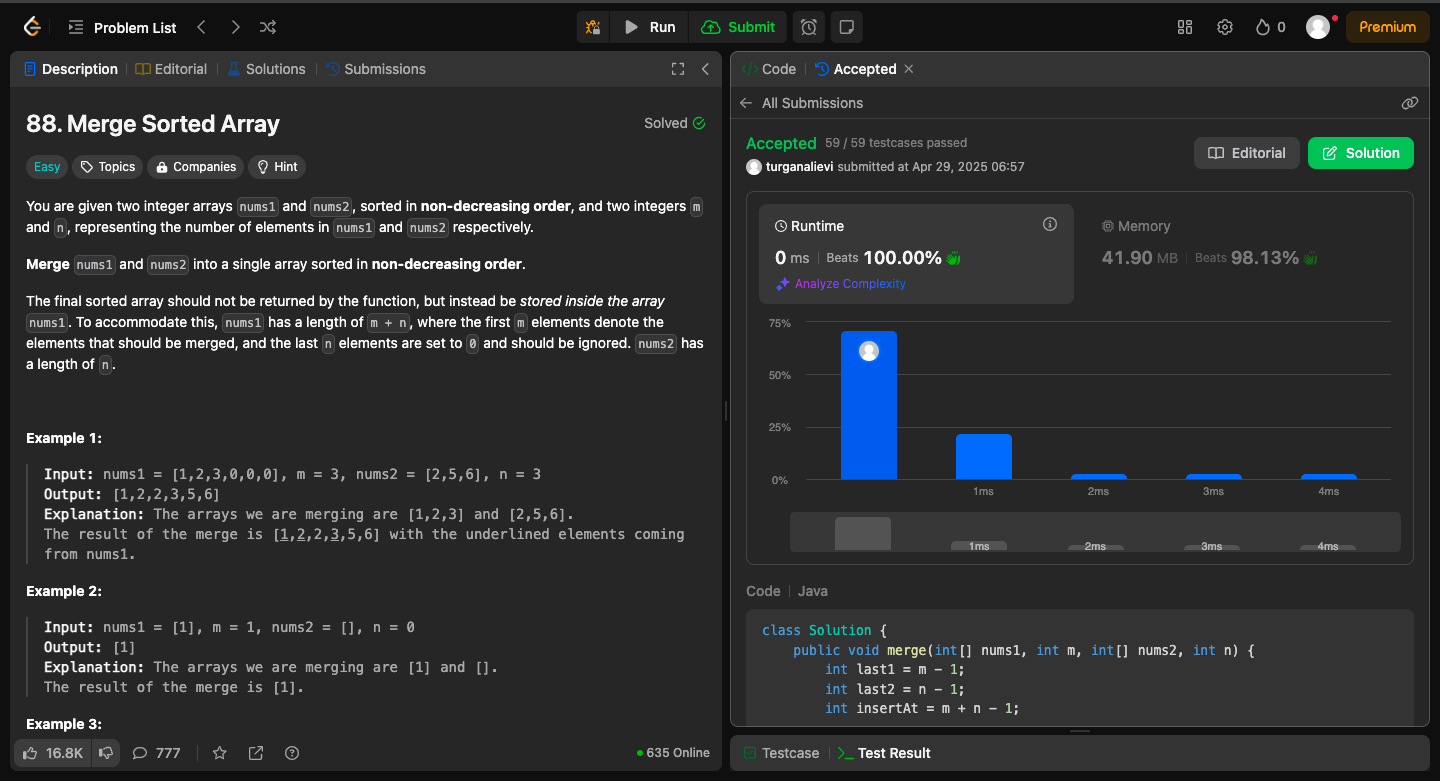 Problem List
Run
Submit
0
Premium
Description
Editorial
Solutions
Submissions
88. Merge Sorted Array
Solved
Easy
Topics
Companies
Hint
You are given two integer arrays nums1 and nums2, sorted in non-decreasing order, and two integers m
and n, representing the number of elements in nums1 and nums2 respectively.
Merge nums1 and nums2 into a single array sorted in non-decreasing order.
The final sorted array should not be returned by the function, but instead be stored inside the array
nums1. To accommodate this, nums1 has a length of m + n, where the first m elements denote the
elements that should be merged, and the last n elements are set to 0 and should be ignored. nums2 has
a length of n.
Example 1:
Input: nums1 = [1,2,3,0,0,0], m = 3, nums2 = [2,5,6], n = 3
Output: [1,2,2,3,5,6]
Explanation: The arrays we are merging are [1,2,3] and [2,5,6].
The result of the merge is [1,2,2,3,5,6] with the underlined elements coming
from nums1.
Example 2:
Input: nums1 = [1], m = 1, nums2 = [], n = 0
Output: [1]
Explanation: The arrays we are merging are [1] and [].
The result of the merge is [1].
Example 3:
16.8K
777
635 Online
Code
Accepted
All Submissions
Accepted 59 / 59 testcases passed
turganalievi submitted at Apr 29, 2025 06:57
Editorial
Solution
Runtime
0 ms
Beats 100.00%
Analyze Complexity
Memory
41.90 MB
Beats 98.13%
75%
50%
25%
0%
1ms
2ms
3ms
4ms
1ms
2ms
3ms
4ms
Code
Java
class Solution {
    public void merge(int[] nums1, int m, int[] nums2, int n) {
        int last1 = m - 1;
        int last2 = n - 1;
        int insertAt = m + n - 1;
Testcase
Test Result